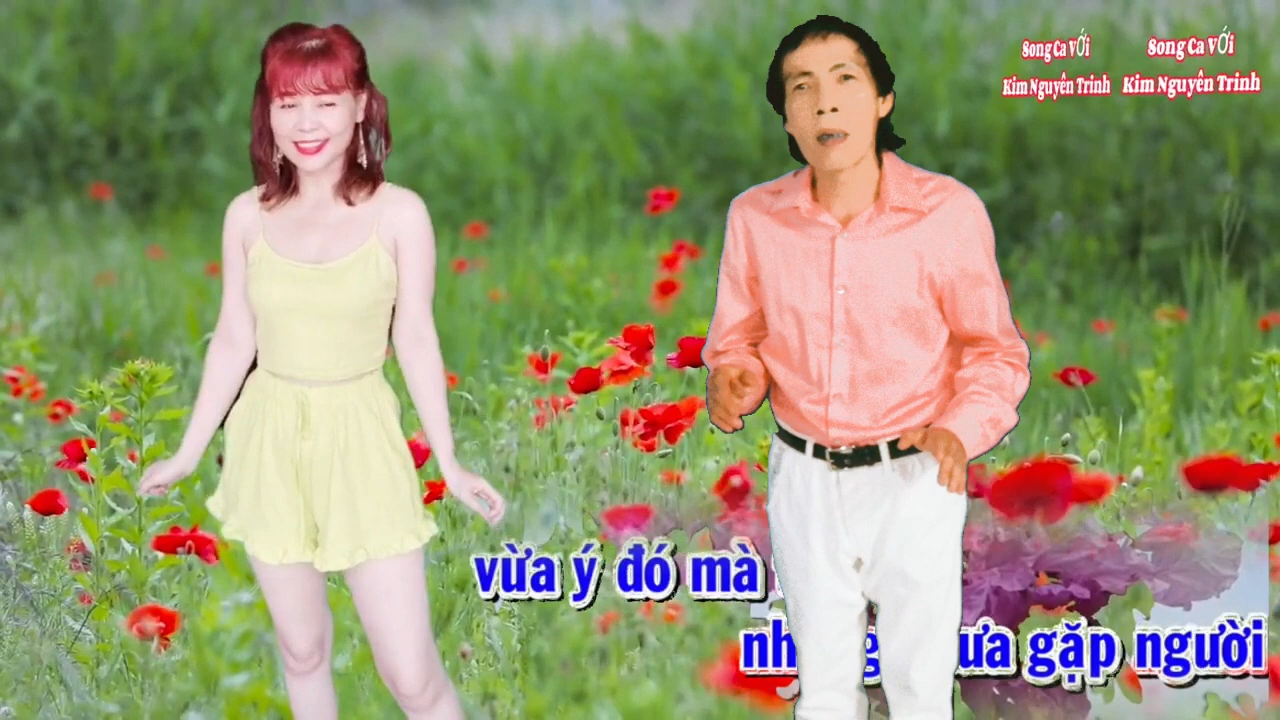 Song Ca Với
Kim Nguyên Trinh
Song Ca Với
Kim Nguyên Trinh
vừa ý đó mà
gặp người